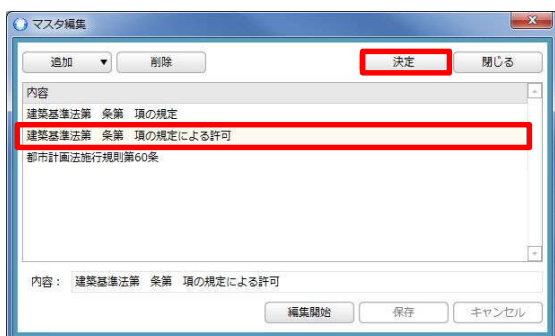 マスタ編集
追加 ▼ 削除 決定 閉じる
内容
建築基準法第　条第　項の規定
建築基準法第　条第　項の規定による許可
都市計画法施行規則第60条
内容： 建築基準法第　条第　項の規定による許可
編集開始 保存 キャンセル